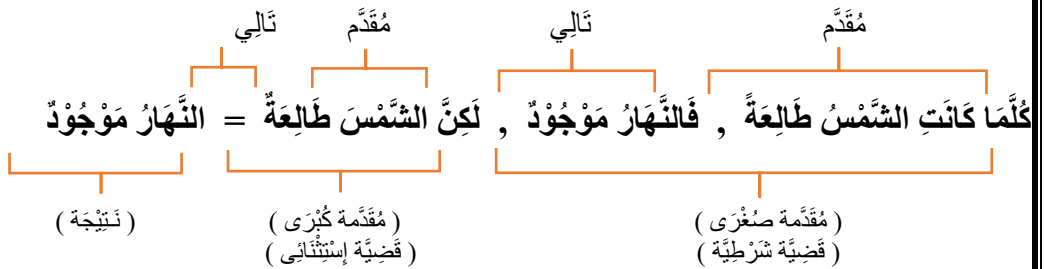 مُقَدَّم تَالِي مُقَدَّم تَالِي
كُلَّمَا كَانَتِ الشَّمْسُ طَالِعَةً , فَالنَّهَارُ مَوْجُوْدٌ , لَكِنَّ الشَّمْسَ طَالِعَةٌ = النَّهَارُ مَوْجُوْدٌ
( مُقَدَّمة صُغْرَى ) ( مُقَدَّمة كُبْرَى ) ( نَتِيْجَة )
( قَضِيَّة شَرْطِيَّة ) ( قَضِيَّة إِسْتِثْنَائِى )